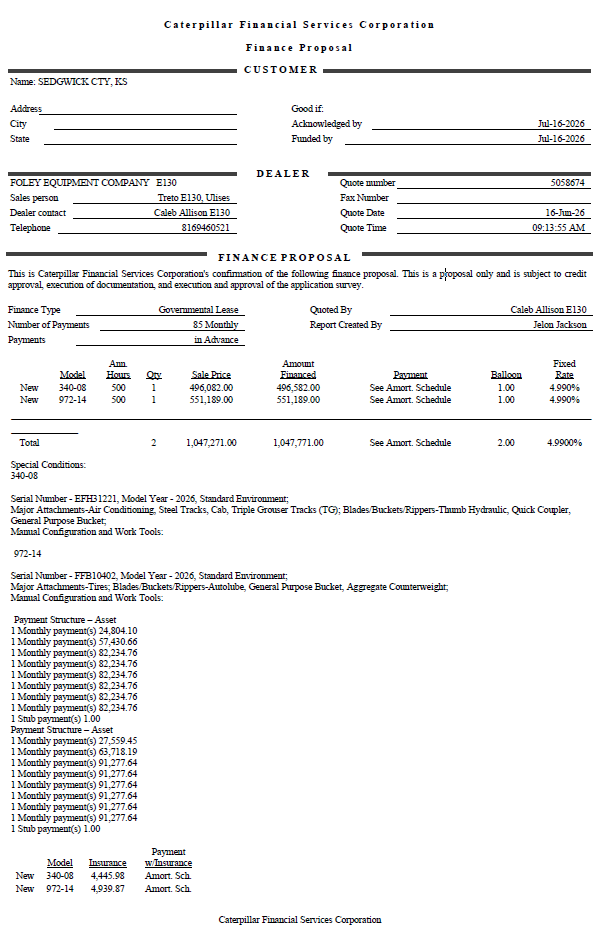 Caterpillar Financial Services Corporation
Finance Proposal
CUSTOMER
Name: SEDGWICK CTY, KS
Address Good if:
City Acknowledged by Jul-16-2026
State Funded by Jul-16-2026
DEALER
FOLEY EQUIPMENT COMPANY E130 Quote number 5058674
Sales person Treto E130, Ulises Fax Number
Dealer contact Caleb Allison E130 Quote Date 16-Jun-26
Telephone 8169460521 Quote Time 09:13:55 AM
FINANCE PROPOSAL
This is Caterpillar Financial Services Corporation's confirmation of the following finance proposal. This is a proposal only and is subject to credit
approval, execution of documentation, and execution and approval of the application survey.
Finance Type Governmental Lease Quoted By Caleb Allison E130
Number of Payments 85 Monthly Report Created By Jelon Jackson
Payments in Advance
Ann. Amount Fixed
Model Hours Qty Sale Price Financed Payment Balloon Rate
New 340-08 500 1 496,082.00 496,582.00 See Amort. Schedule 1.00 4.990%
New 972-14 500 1 551,189.00 551,189.00 See Amort. Schedule 1.00 4.990%
Total 2 1,047,271.00 1,047,771.00 See Amort. Schedule 2.00 4.9900%
Special Conditions:
340-08
Serial Number - EFH31221, Model Year - 2026, Standard Environment;
Major Attachments-Air Conditioning, Steel Tracks, Cab, Triple Grouser Tracks (TG); Blades/Buckets/Rippers-Thumb Hydraulic, Quick Coupler,
General Purpose Bucket;
Manual Configuration and Work Tools:
972-14
Serial Number - FFB10402, Model Year - 2026, Standard Environment;
Major Attachments-Tires; Blades/Buckets/Rippers-Autolube, General Purpose Bucket, Aggregate Counterweight;
Manual Configuration and Work Tools:
Payment Structure – Asset
1 Monthly payment(s) 24,804.10
1 Monthly payment(s) 57,430.66
1 Monthly payment(s) 82,234.76
1 Monthly payment(s) 82,234.76
1 Monthly payment(s) 82,234.76
1 Monthly payment(s) 82,234.76
1 Monthly payment(s) 82,234.76
1 Monthly payment(s) 82,234.76
1 Stub payment(s) 1.00
Payment Structure – Asset
1 Monthly payment(s) 27,559.45
1 Monthly payment(s) 63,718.19
1 Monthly payment(s) 91,277.64
1 Monthly payment(s) 91,277.64
1 Monthly payment(s) 91,277.64
1 Monthly payment(s) 91,277.64
1 Monthly payment(s) 91,277.64
1 Monthly payment(s) 91,277.64
1 Stub payment(s) 1.00
Payment
Model Insurance w/Insurance
New 340-08 4,445.98 Amort. Sch.
New 972-14 4,939.87 Amort. Sch.
Caterpillar Financial Services Corporation